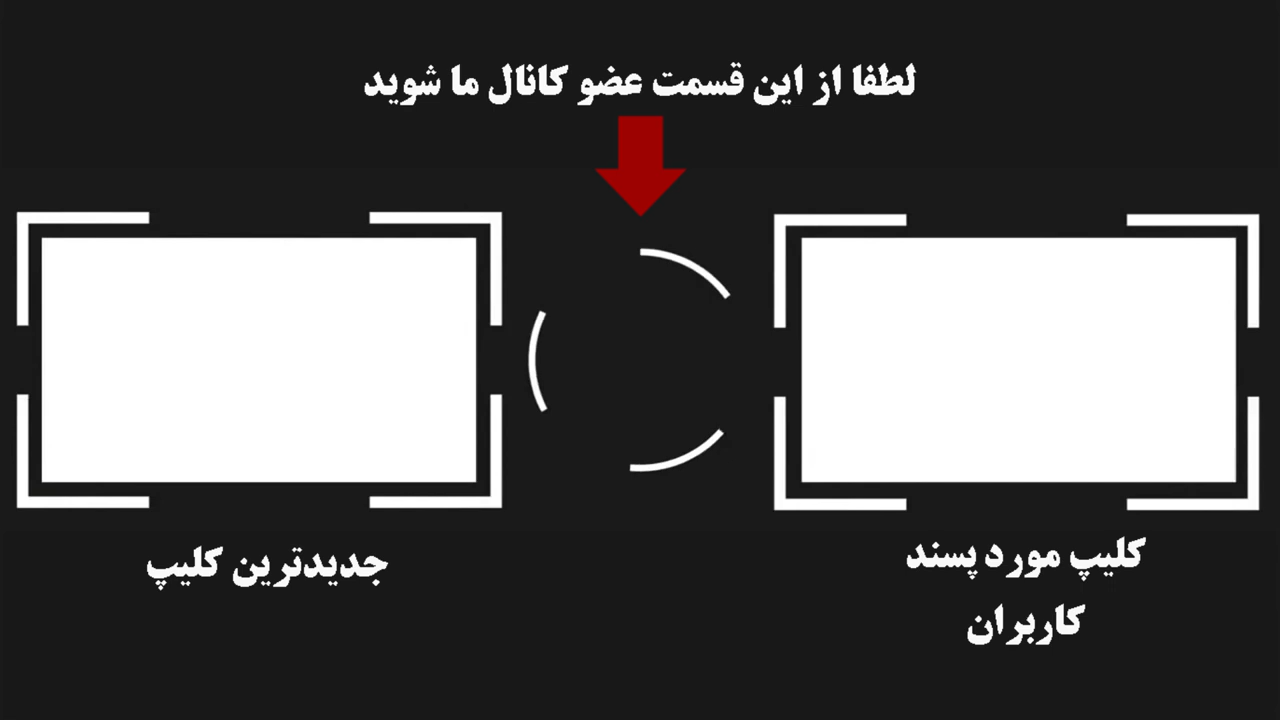 لطفا از این قسمت عضو کانال ما شوید
کلیپ مورد پسند
کاربران
جدیدترین کلیپ